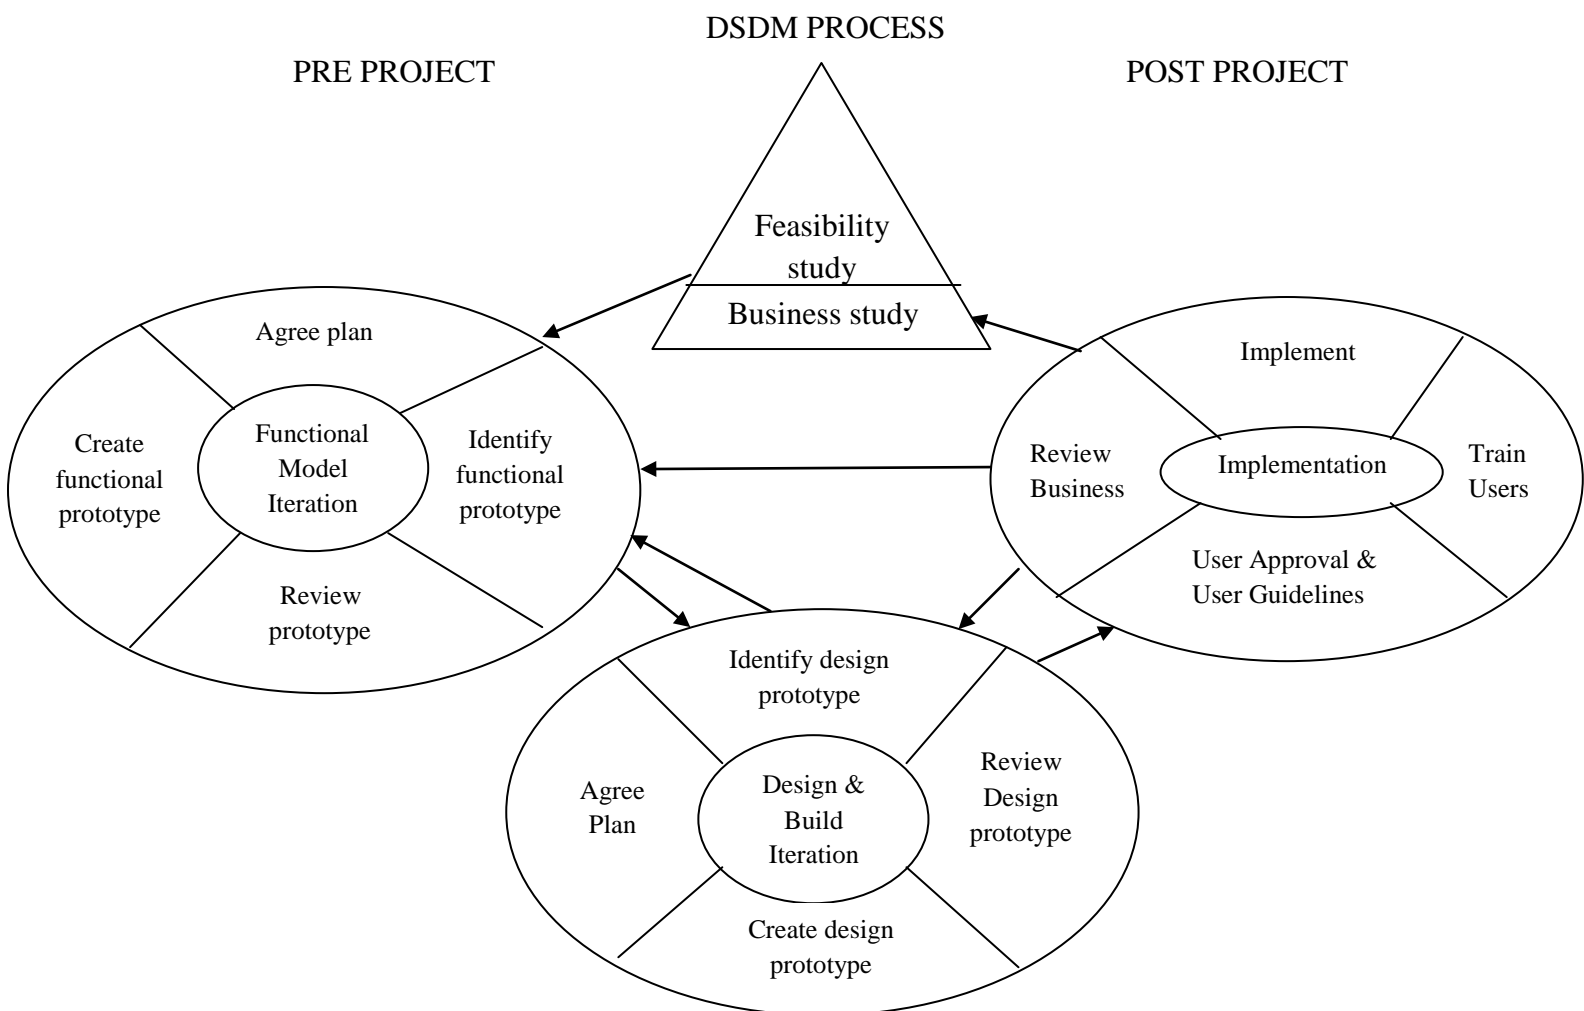 DSDM PROCESS
PRE PROJECT
POST PROJECT
Feasibility
study
Business study
Agree plan
Create
functional
prototype
Functional
Model
Iteration
Identify
functional
prototype
Review
prototype
Implement
Review
Business
Implementation
Train
Users
User Approval &
User Guidelines
Identify design
prototype
Agree
Plan
Design &
Build
Iteration
Review
Design
prototype
Create design
prototype